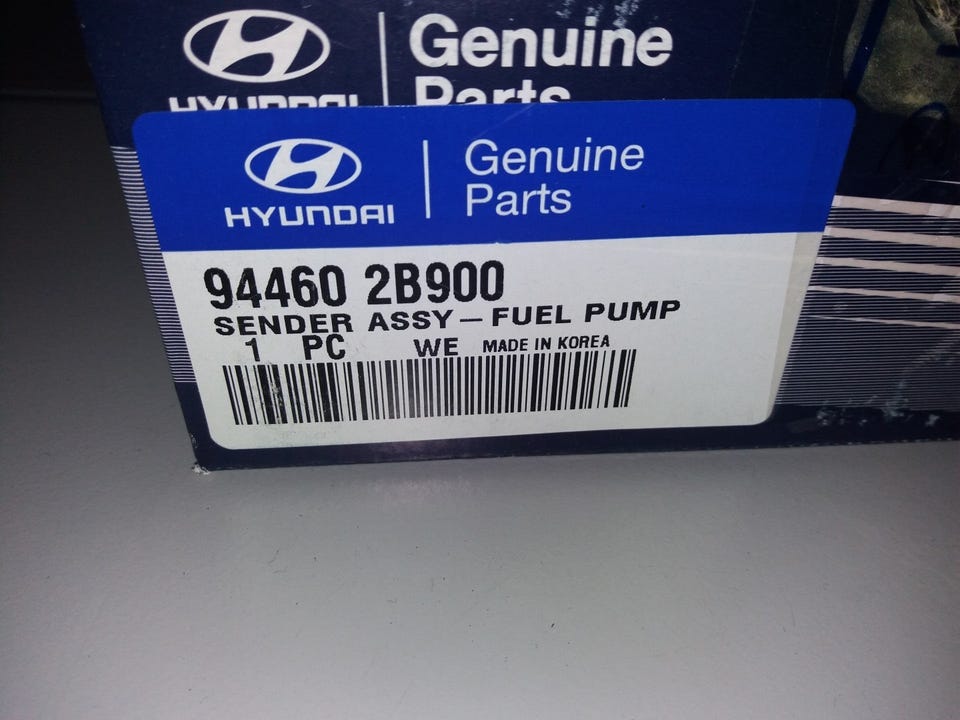 Genuine
HYUNDAI
Parts
Genuine
HYUNDAI
Parts
94460 2B900
SENDER ASSY – FUEL PUMP
1 PC WE MADE IN KOREA